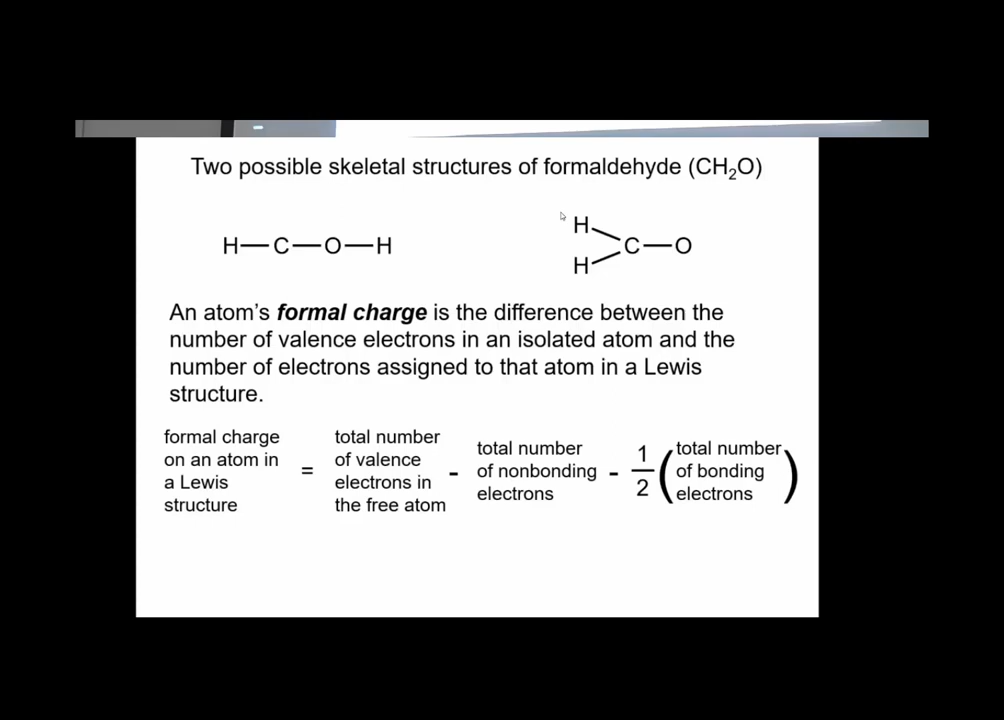 Two possible skeletal structures of formaldehyde (CH₂O)
H—C—O—H
H
C—O
H
An atom's formal charge is the difference between the
number of valence electrons in an isolated atom and the
number of electrons assigned to that atom in a Lewis
structure.
formal charge
on an atom in
a Lewis
structure
=
total number
of valence
electrons in
the free atom
-
total number
of nonbonding
electrons
-
1
2
(
total number
of bonding
electrons
)